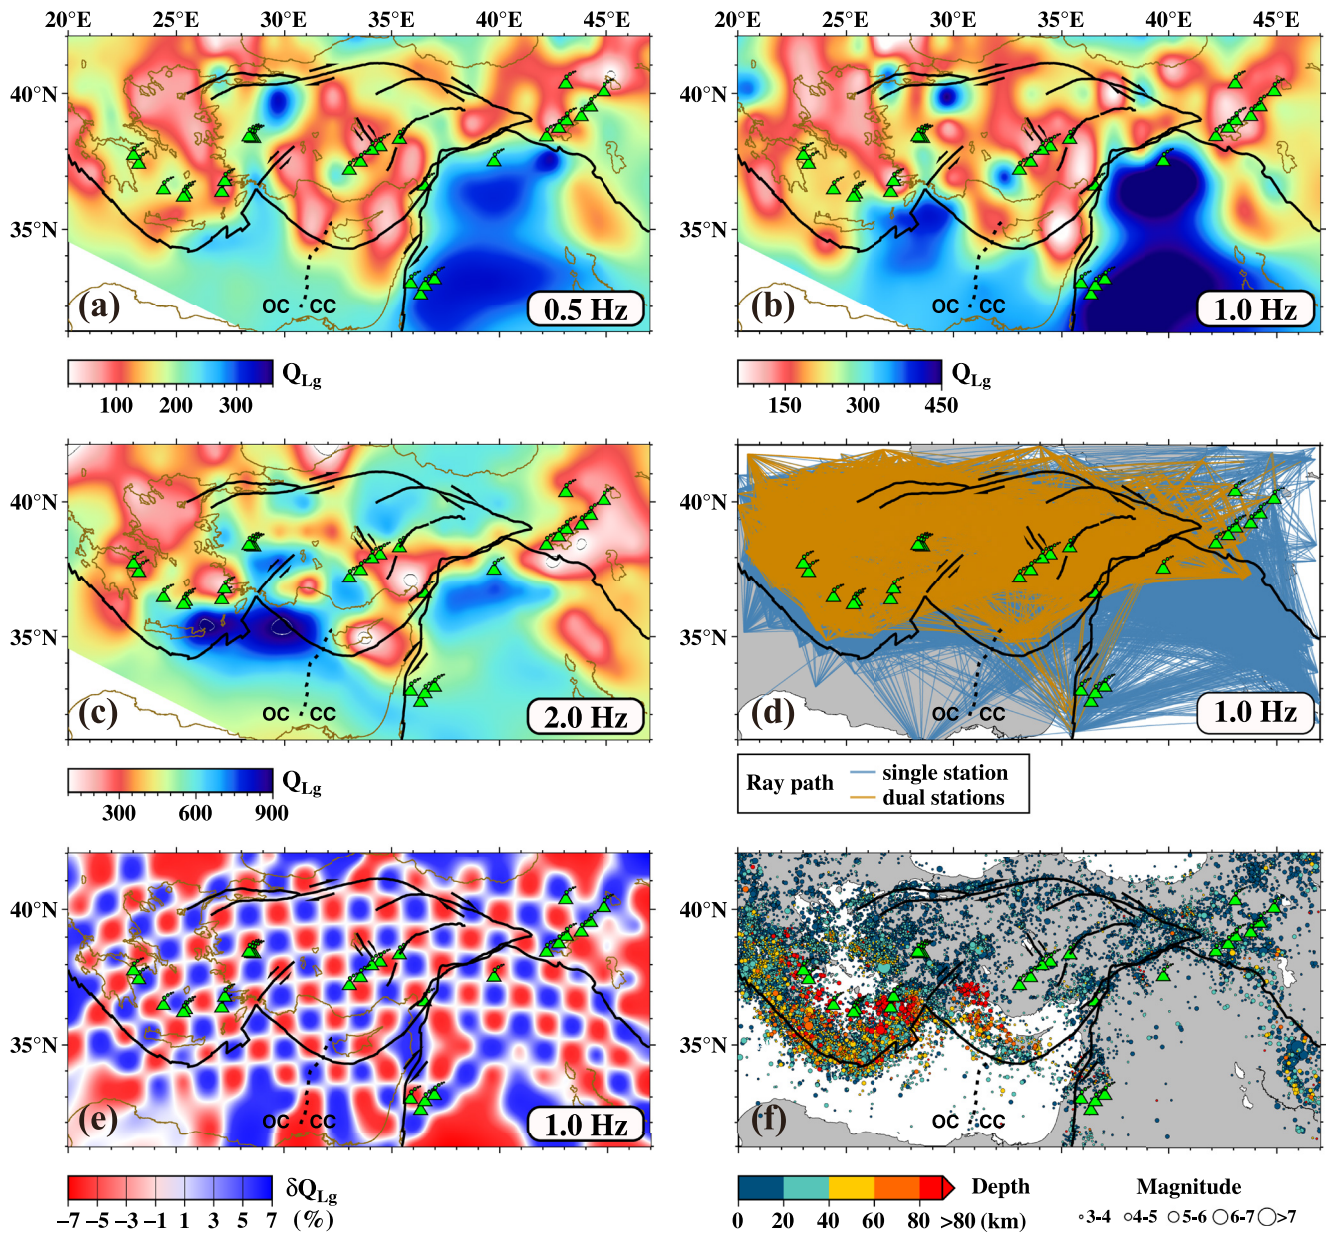 20°E 25°E 30°E 35°E 40°E 45°E 20°E 25°E 30°E 35°E 40°E 45°E
40°N 40°N
35°N 35°N
OC CC OC CC
(a) 0.5 Hz (b) 1.0 Hz
Q_Lg Q_Lg
100 200 300 150 300 450
40°N 40°N
35°N 35°N
OC CC OC CC
(c) 2.0 Hz (d) 1.0 Hz
Q_Lg
300 600 900
Ray path single station
dual stations
40°N 40°N
35°N 35°N
OC CC OC CC
(e) 1.0 Hz (f)
δQ_Lg Depth Magnitude
−7 −5 −3 −1 1 3 5 7 (%) 0 20 40 60 80 >80 (km) 3-4 4-5 5-6 6-7 >7